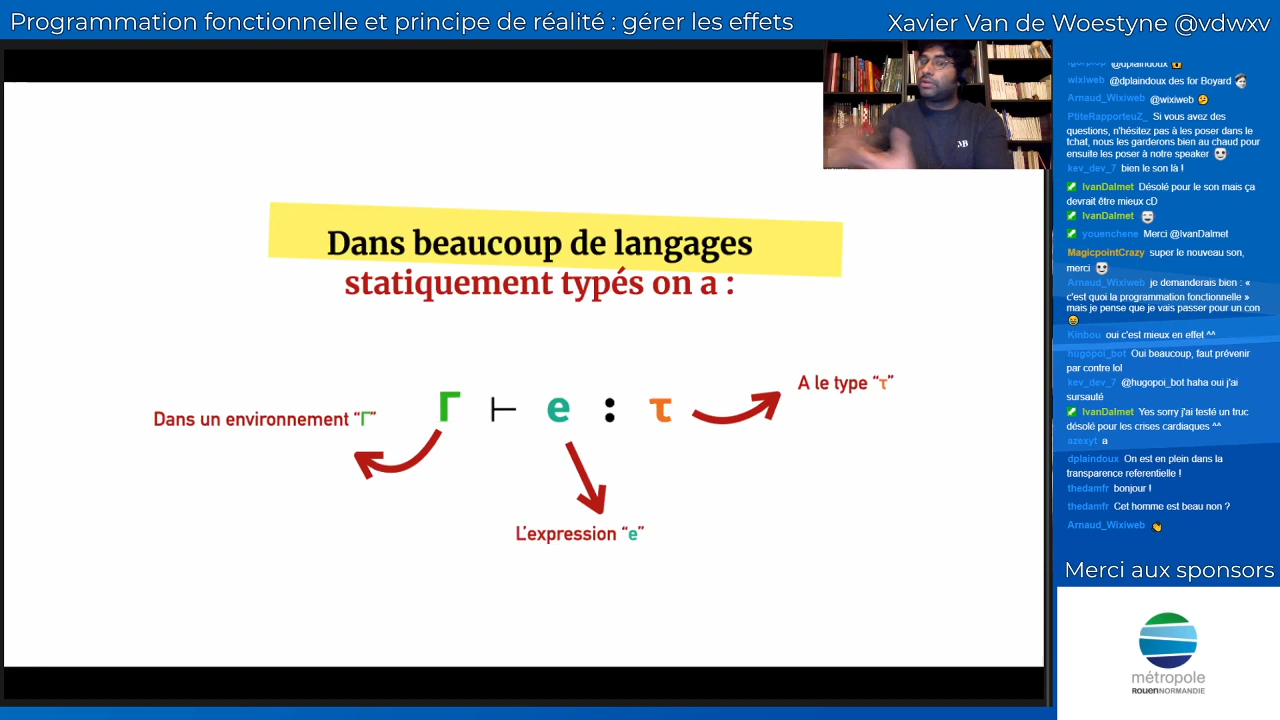 Programmation fonctionnelle et principe de réalité : gérer les effets
Xavier Van de Woestyne @vdwxv
Dans beaucoup de langages
statiquement typés on a :
A le type “τ”
Dans un environnement “Γ”
Γ ⊢ e : τ
L'expression “e”
MB
@dplaindoux
wixiweb @dplaindoux des for Boyard
Arnaud_Wixiweb @wixiweb 😕
PtiteRapporteuZ_ Si vous avez des
questions, n'hésitez pas à les poser dans le
tchat, nous les garderons bien au chaud pour
ensuite les poser à notre speaker
kev_dev_7 bien le son là !
IvanDalmet Désolé pour le son mais ça
devrait être mieux cD
IvanDalmet
youenchene Merci @IvanDalmet
MagicpointCrazy super le nouveau son,
merci
Arnaud_Wixiweb je demanderais bien : «
c'est quoi la programmation fonctionnelle »
mais je pense que je vais passer pour un con
😄
Kinbou oui c'est mieux en effet ^^
hugopoi_bot Oui beaucoup, faut prévenir
par contre lol
kev_dev_7 @hugopoi_bot haha oui j'ai
sursauté
IvanDalmet Yes sorry j'ai testé un truc
désolé pour les crises cardiaques ^^
azexyt a
dplaindoux On est en plein dans la
transparence referentielle !
thedamfr bonjour !
thedamfr Cet homme est beau non ?
Arnaud_Wixiweb 👏
Merci aux sponsors
métropole
ROUENNORMANDIE